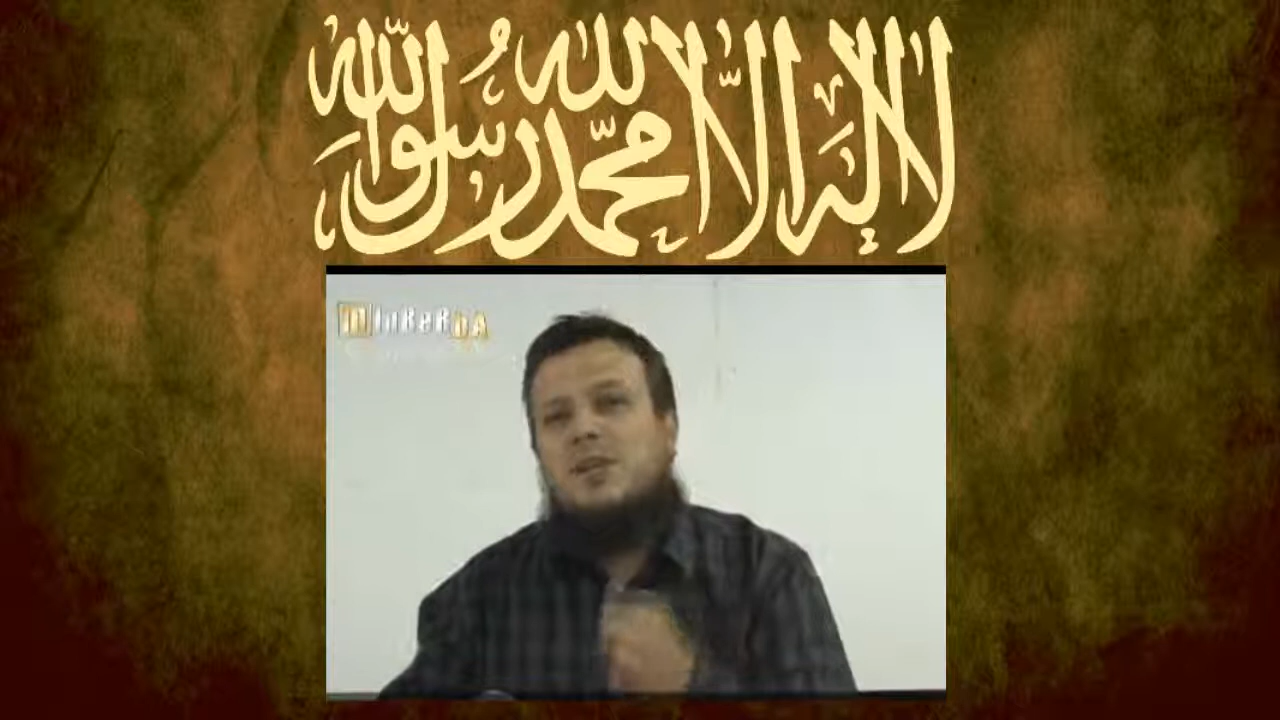 لا إله إلا الله محمد رسول الله